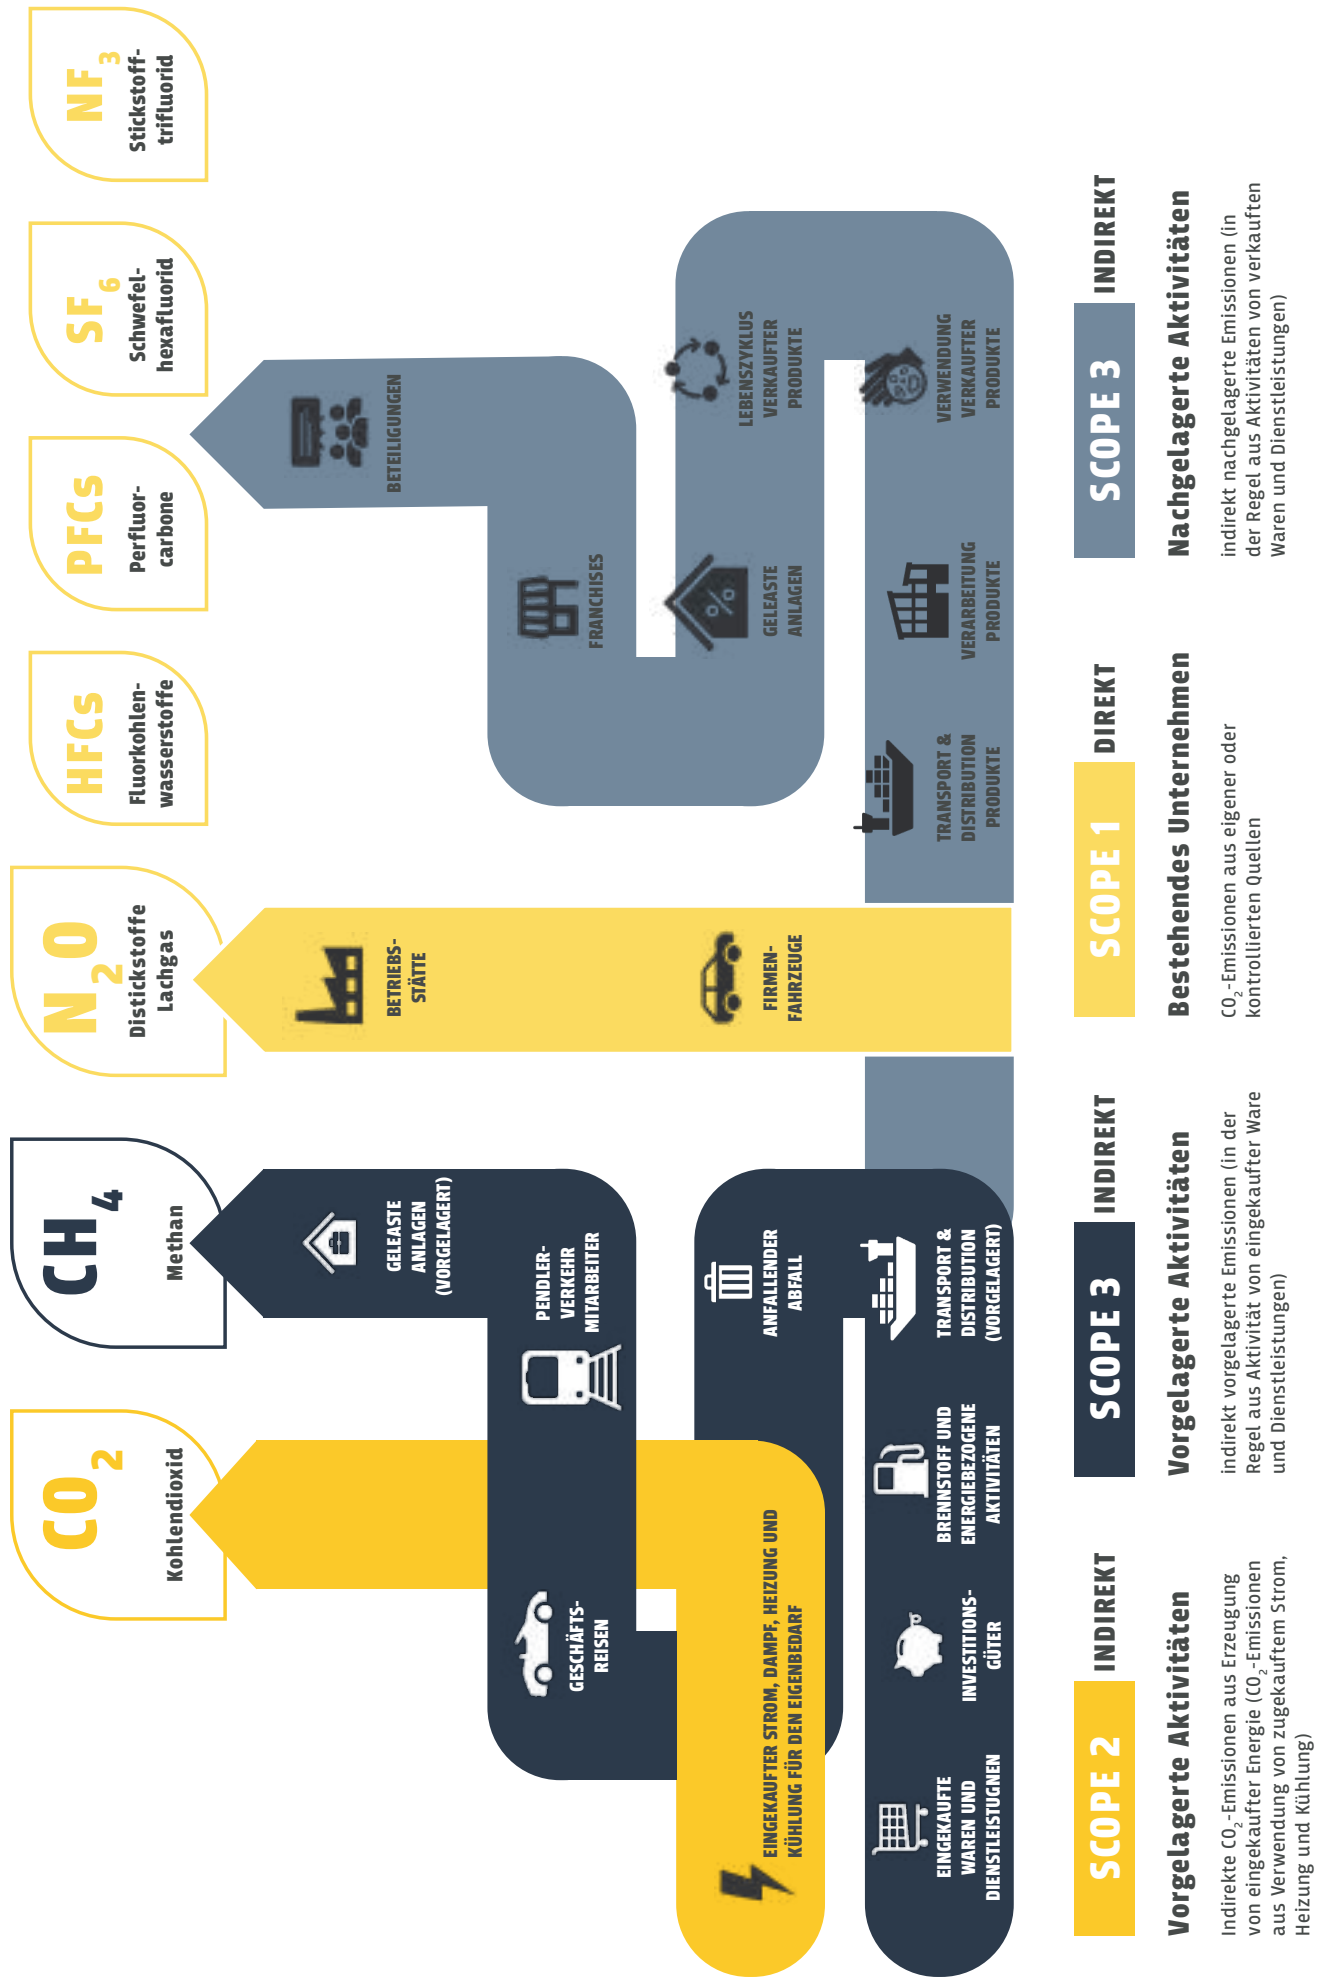 CO2
Kohlendioxid
CH4
Methan
N2O
Distickstoffe
Lachgas
HFCs
Fluorkohlen-
wasserstoffe
PFCs
Perfluor-
carbone
SF6
Schwefel-
hexafluorid
NF3
Stickstoff-
trifluorid
GELEASTE
ANLAGEN
(VORGELAGERT)
BETRIEBS-
STÄTTE
BETEILIGUNGEN
GESCHÄFTS-
REISEN
PENDLER-
VERKEHR
MITARBEITER
FRANCHISES
EINGEKAUFTER STROM, DAMPF, HEIZUNG UND
KÜHLUNG FÜR DEN EIGENBEDARF
ANFALLENDER
ABFALL
FIRMEN-
FAHRZEUGE
GELEASTE
ANLAGEN
LEBENSZYKLUS
VERKAUFTER
PRODUKTE
EINGEKAUFTE
WAREN UND
DIENSTLEISTUGNEN
INVESTITIONS-
GÜTER
BRENNSTOFF UND
ENERGIEBEZOGENE
AKTIVITÄTEN
TRANSPORT &
DISTRIBUTION
(VORGELAGERT)
TRANSPORT &
DISTRIBUTION
PRODUKTE
VERARBEITUNG
PRODUKTE
VERWENDUNG
VERKAUFTER
PRODUKTE
SCOPE 2 INDIREKT
Vorgelagerte Aktivitäten
Indirekte CO2-Emissionen aus Erzeugung
von eingekaufter Energie (CO2-Emissionen
aus Verwendung von zugekauftem Strom,
Heizung und Kühlung)
SCOPE 3 INDIREKT
Vorgelagerte Aktivitäten
indirekt vorgelagerte Emissionen (in der
Regel aus Aktivität von eingekaufter Ware
und Dienstleistungen)
SCOPE 1 DIREKT
Bestehendes Unternehmen
CO2-Emissionen aus eigener oder
kontrollierten Quellen
SCOPE 3 INDIREKT
Nachgelagerte Aktivitäten
indirekt nachgelagerte Emissionen (in
der Regel aus Aktivitäten von verkauften
Waren und Dienstleistungen)